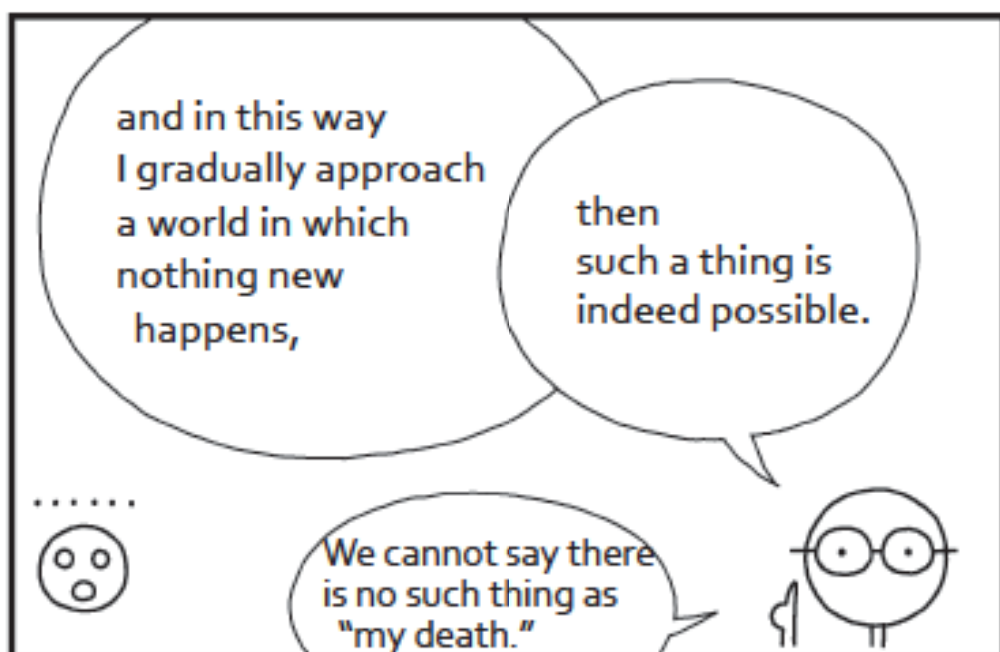 and in this way
I gradually approach
a world in which
nothing new
happens,
then
such a thing is
indeed possible.
......
We cannot say there
is no such thing as
“my death.”